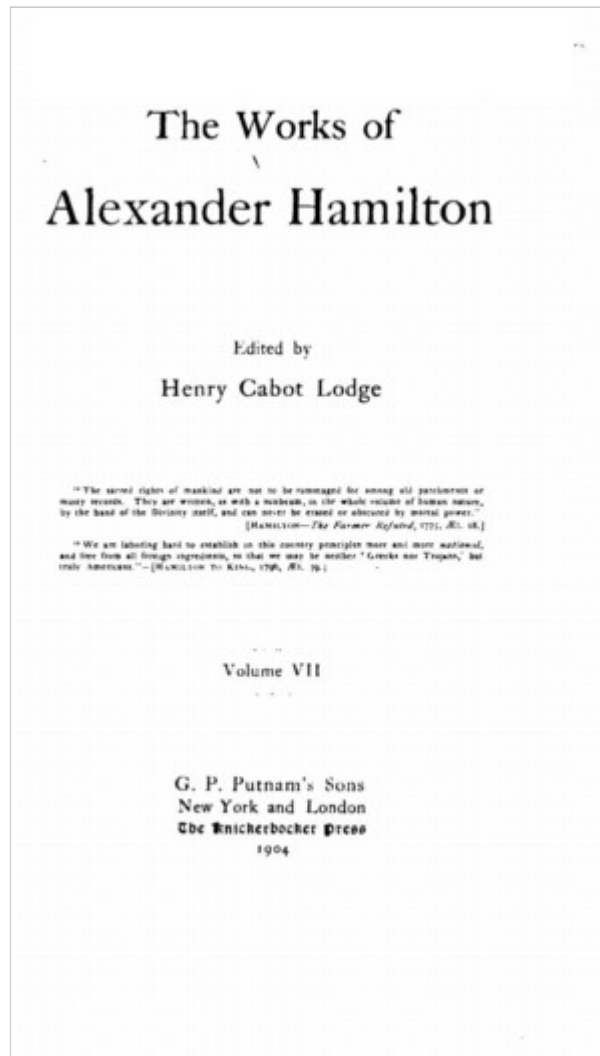 The Works of
Alexander Hamilton
Edited by
Henry Cabot Lodge
"The sacred rights of mankind are not to be rummaged for among old parchments or
musty records. They are written, as with a sunbeam, in the whole volume of human nature,
by the hand of the Divinity itself, and can never be erased or obscured by mortal power."
[HAMILTON—The Farmer Refuted, 1775, Æt. 18.]
"We are laboring hard to establish in this country principles more and more national,
and free from all foreign ingredients, so that we may be neither 'Greeks nor Trojans,' but
truly Americans."—[HAMILTON TO KING, 1796, Æt. 39.]
Volume VII
G. P. Putnam's Sons
New York and London
The Knickerbocker Press
1904